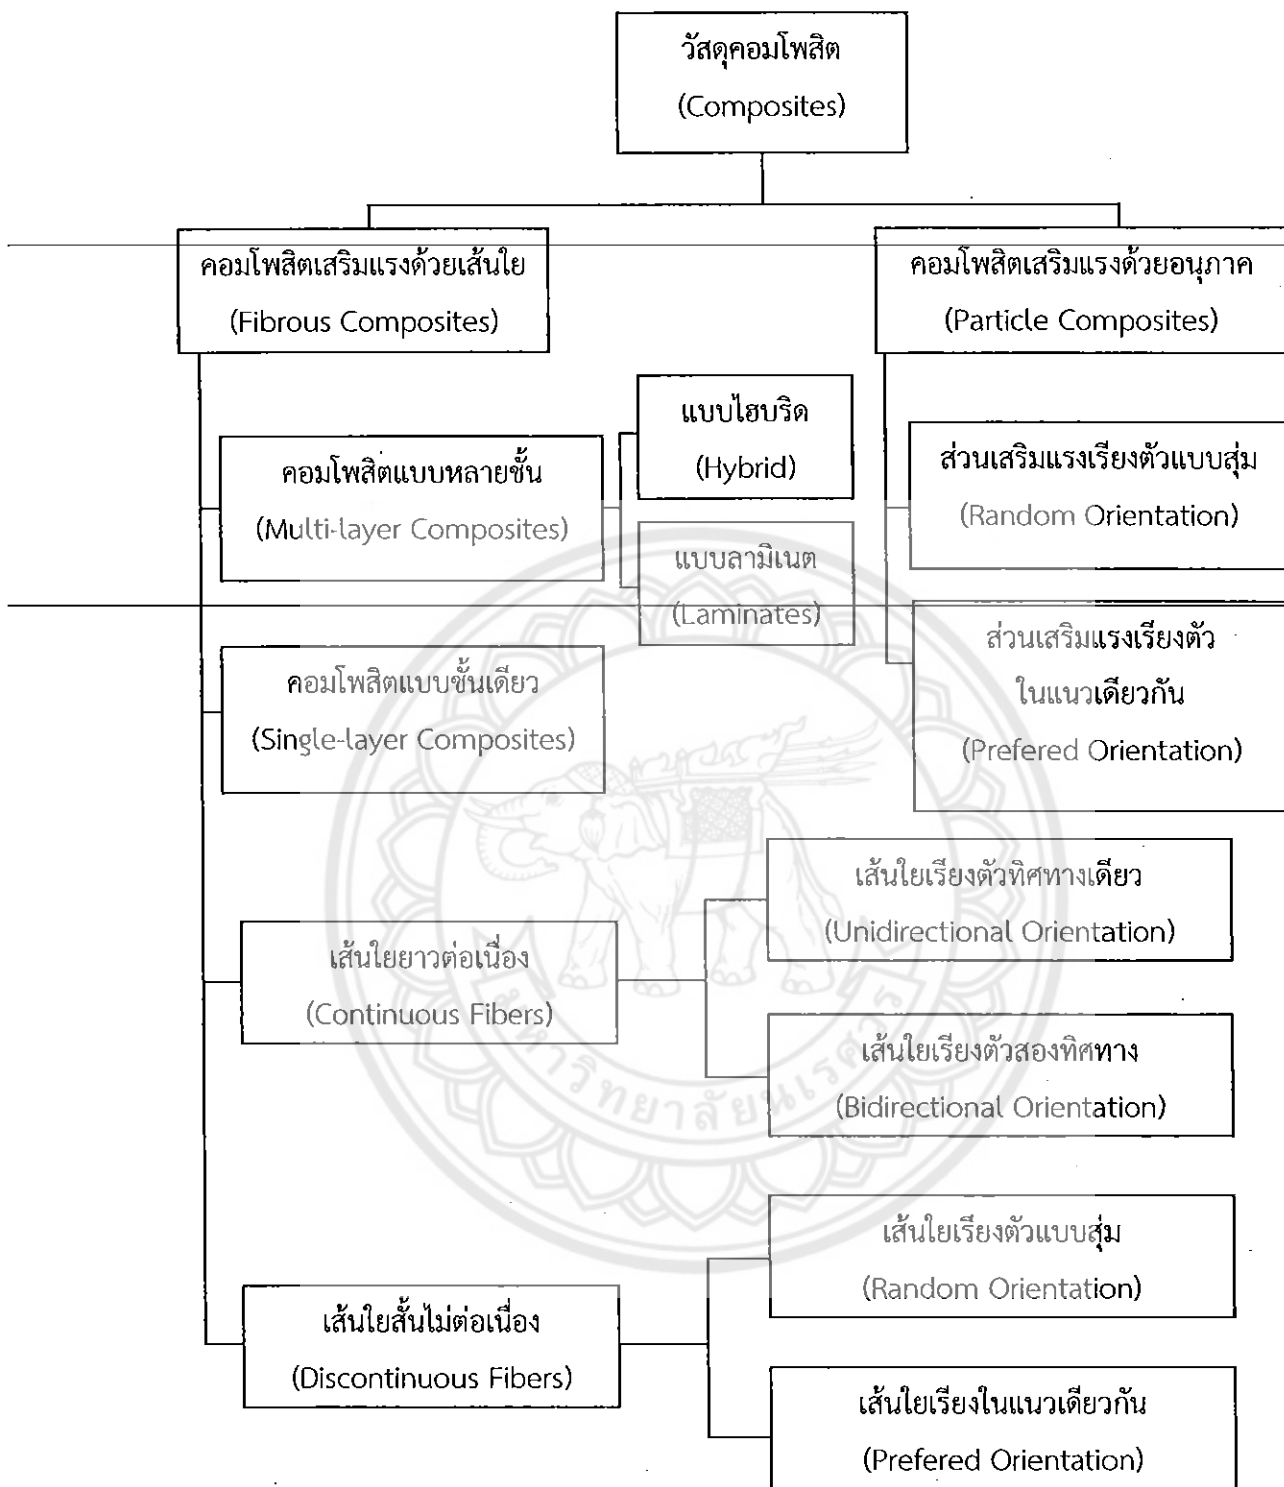 วัสดุคอมโพสิต
(Composites)
คอมโพสิตเสริมแรงด้วยเส้นใย
(Fibrous Composites)
คอมโพสิตเสริมแรงด้วยอนุภาค
(Particle Composites)
คอมโพสิตแบบหลายชั้น
(Multi-layer Composites)
แบบไฮบริด
(Hybrid)
แบบลามิเนต
(Laminates)
ส่วนเสริมแรงเรียงตัวแบบสุ่ม
(Random Orientation)
ส่วนเสริมแรงเรียงตัว
ในแนวเดียวกัน
(Prefered Orientation)
คอมโพสิตแบบชั้นเดียว
(Single-layer Composites)
เส้นใยยาวต่อเนื่อง
(Continuous Fibers)
เส้นใยเรียงตัวทิศทางเดียว
(Unidirectional Orientation)
เส้นใยเรียงตัวสองทิศทาง
(Bidirectional Orientation)
เส้นใยสั้นไม่ต่อเนื่อง
(Discontinuous Fibers)
เส้นใยเรียงตัวแบบสุ่ม
(Random Orientation)
เส้นใยเรียงในแนวเดียวกัน
(Prefered Orientation)